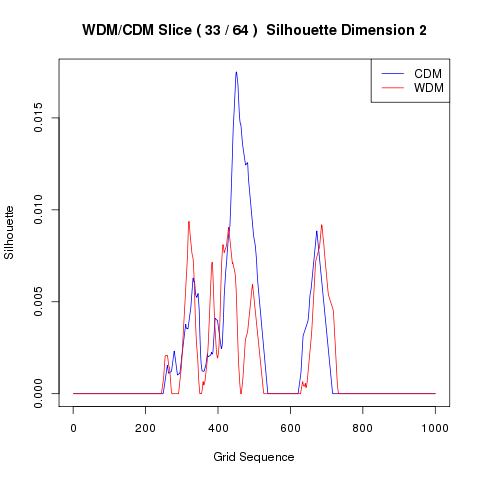 WDM/CDM Slice ( 33 / 64 )  Silhouette Dimension 2
CDM
WDM
Silhouette
0.015
0.010
0.005
0.000
0
200
400
600
800
1000
Grid Sequence